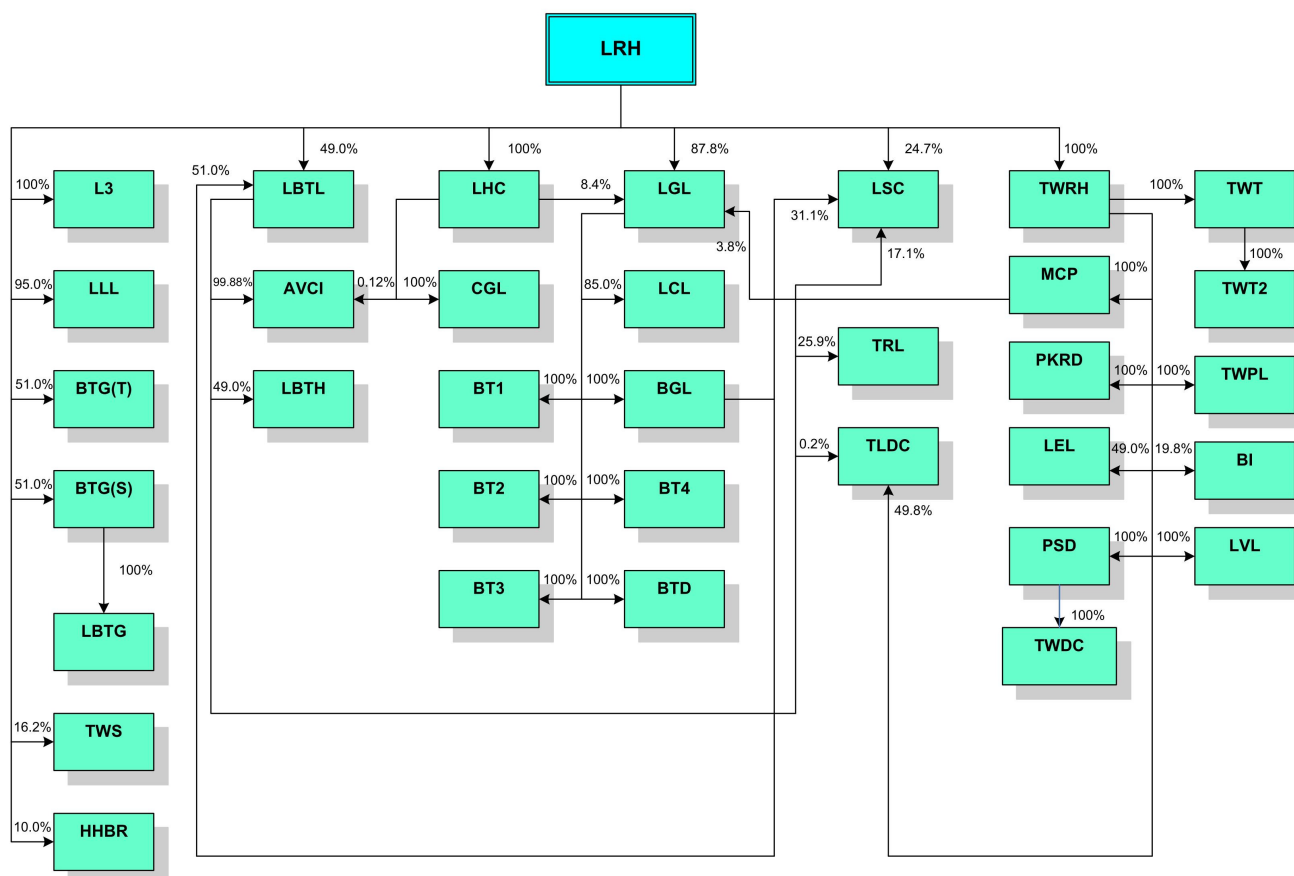 LRH
49.0%
100%
87.8%
24.7%
100%
51.0%
100%
L3
LBTL
LHC
8.4%
LGL
31.1%
LSC
TWRH
100%
TWT
3.8%
17.1%
100%
95.0%
LLL
99.88%
AVCI
0.12%
100%
CGL
85.0%
LCL
MCP
100%
TWT2
51.0%
BTG(T)
49.0%
LBTH
BT1
100%
100%
BGL
25.9%
TRL
PKRD
100%
100%
TWPL
51.0%
BTG(S)
BT2
100%
100%
BT4
0.2%
TLDC
LEL
49.0%
19.8%
BI
49.8%
100%
LBTG
BT3
100%
100%
BTD
PSD
100%
100%
LVL
100%
TWDC
16.2%
TWS
10.0%
HHBR